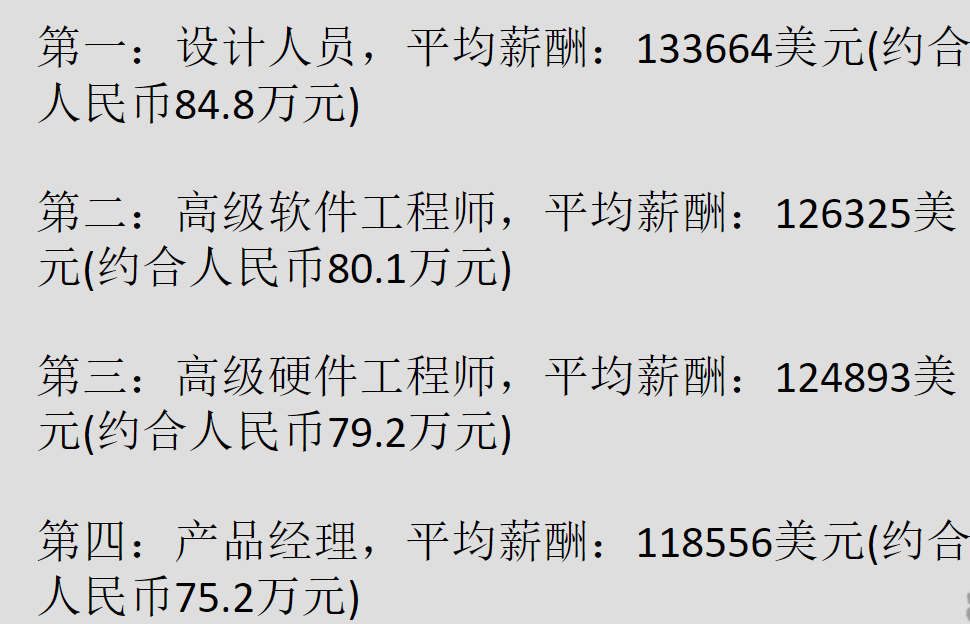 第一：设计人员，平均薪酬：133664美元(约合
人民币84.8万元)
第二：高级软件工程师，平均薪酬：126325美
元(约合人民币80.1万元)
第三：高级硬件工程师，平均薪酬：124893美
元(约合人民币79.2万元)
第四：产品经理，平均薪酬：118556美元(约合
人民币75.2万元)